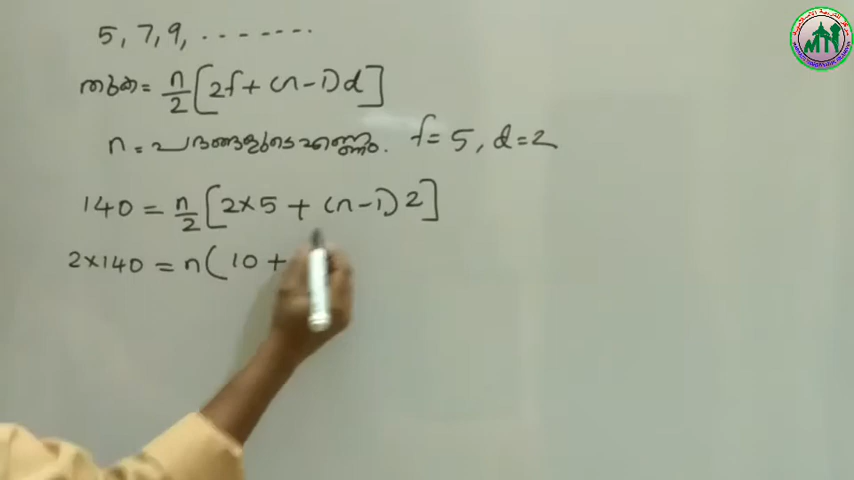 5, 7, 9, .......
തുക = n/2 [2f + (n-1)d]
n = പദങ്ങളുടെ എണ്ണം. f = 5, d = 2
140 = n/2 [2×5 + (n-1) 2]
2×140 = n(10 +
MT